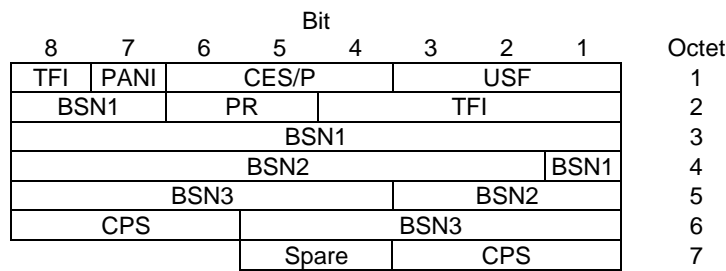 Bit
8 7 6 5 4 3 2 1 Octet
TFI PANI CES/P USF 1
BSN1 PR TFI 2
BSN1 3
BSN2 BSN1 4
BSN3 BSN2 5
CPS BSN3 6
Spare CPS 7